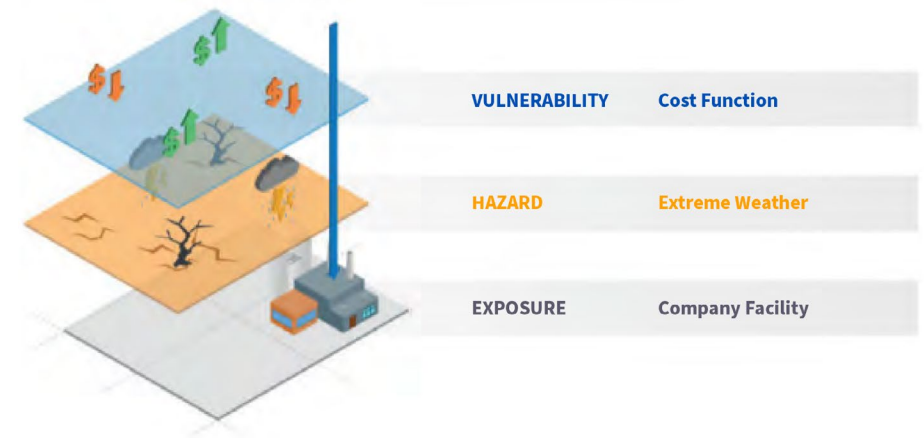 $ $
$
$
VULNERABILITY Cost Function
HAZARD Extreme Weather
EXPOSURE Company Facility